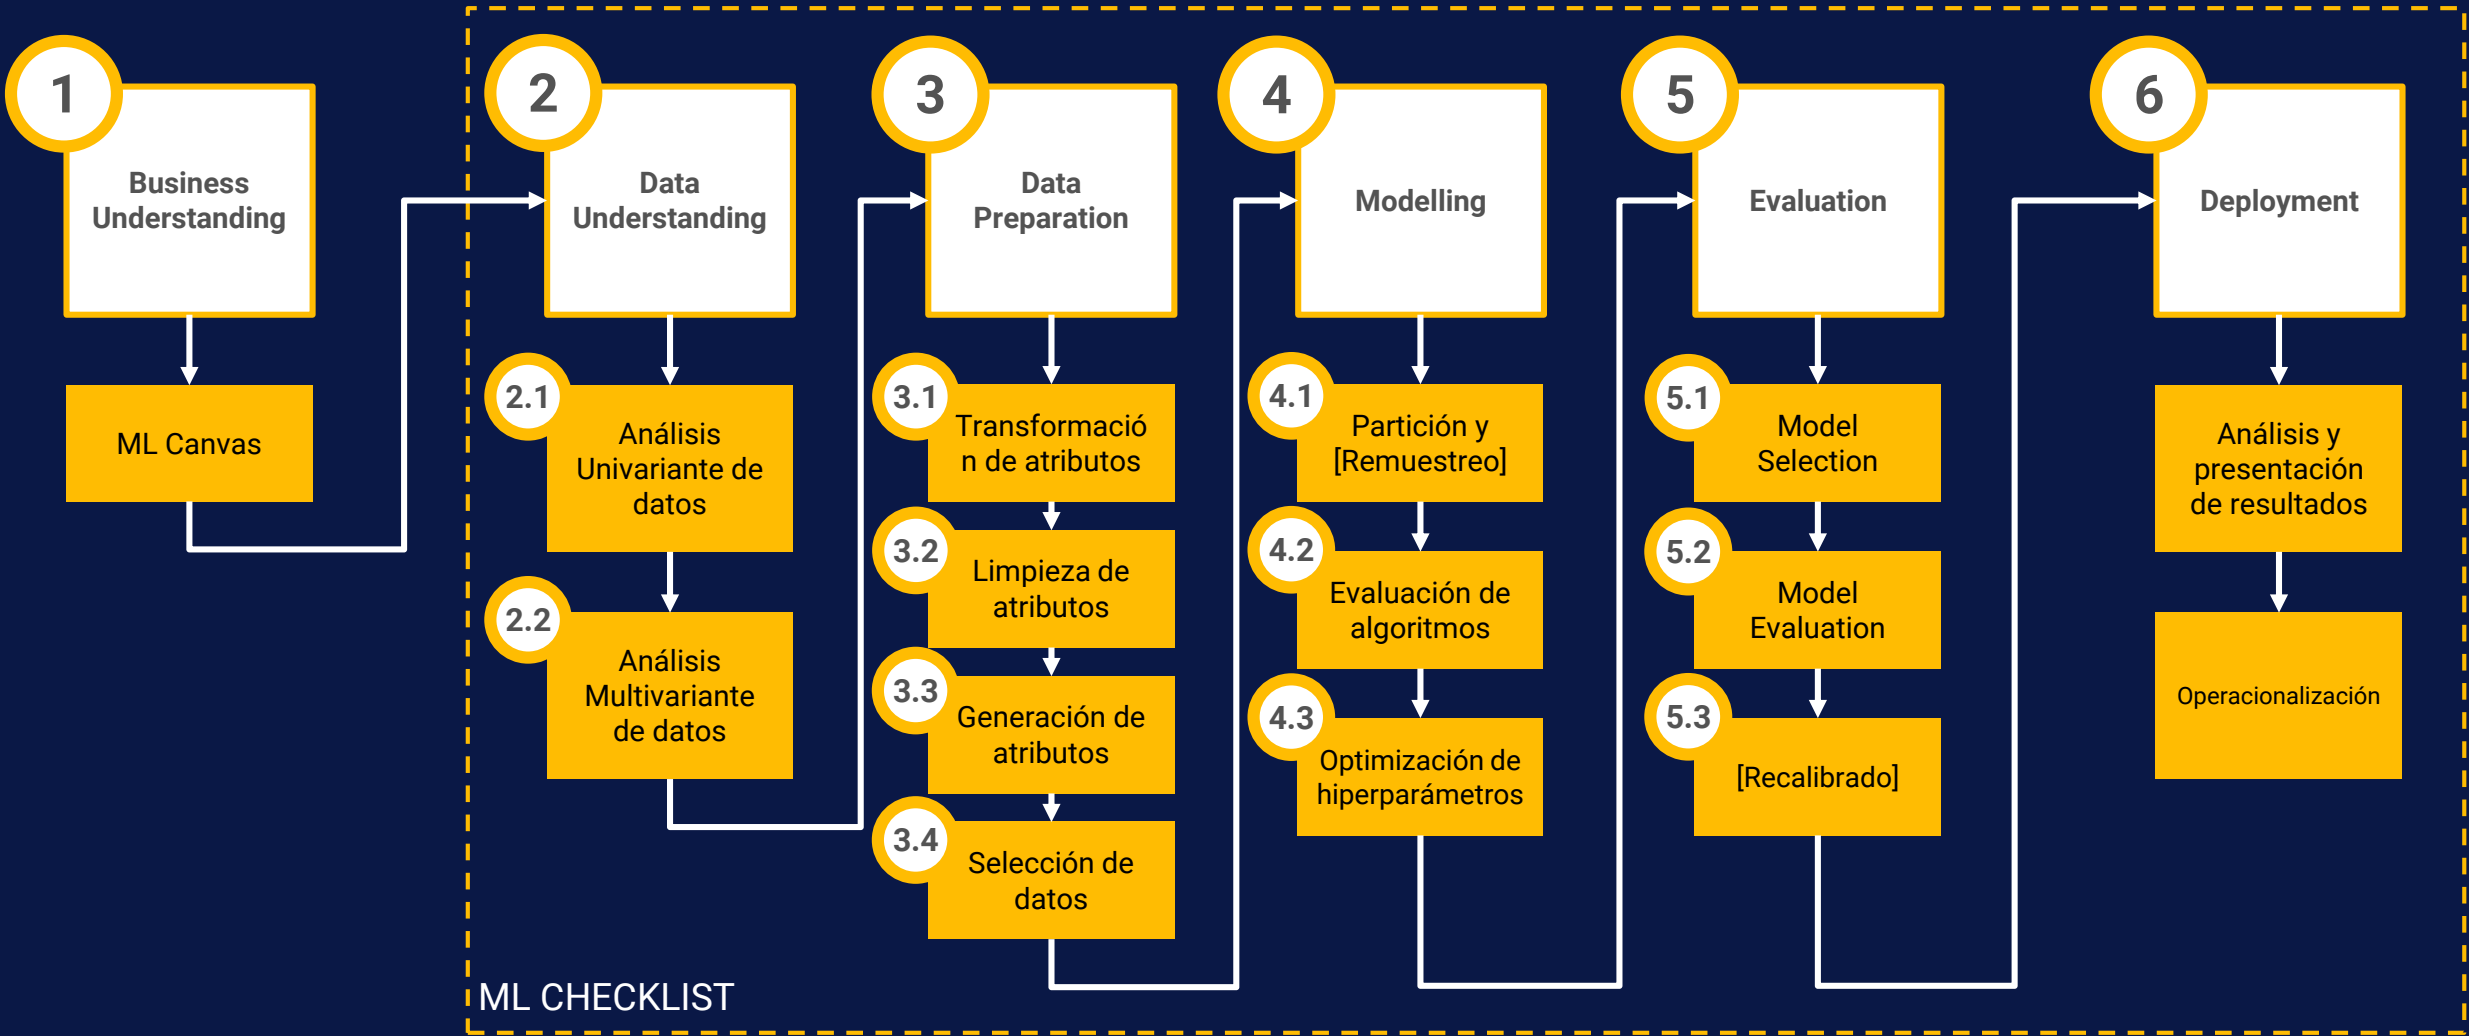 1
Business
Understanding
ML Canvas
2
Data
Understanding
2.1
Análisis
Univariante de
datos
2.2
Análisis
Multivariante
de datos
3
Data
Preparation
3.1
Transformació
n de atributos
3.2
Limpieza de
atributos
3.3
Generación de
atributos
3.4
Selección de
datos
4
Modelling
4.1
Partición y
[Remuestreo]
4.2
Evaluación de
algoritmos
4.3
Optimización de
hiperparámetros
5
Evaluation
5.1
Model
Selection
5.2
Model
Evaluation
5.3
[Recalibrado]
6
Deployment
Análisis y
presentación
de resultados
Operacionalización
ML CHECKLIST